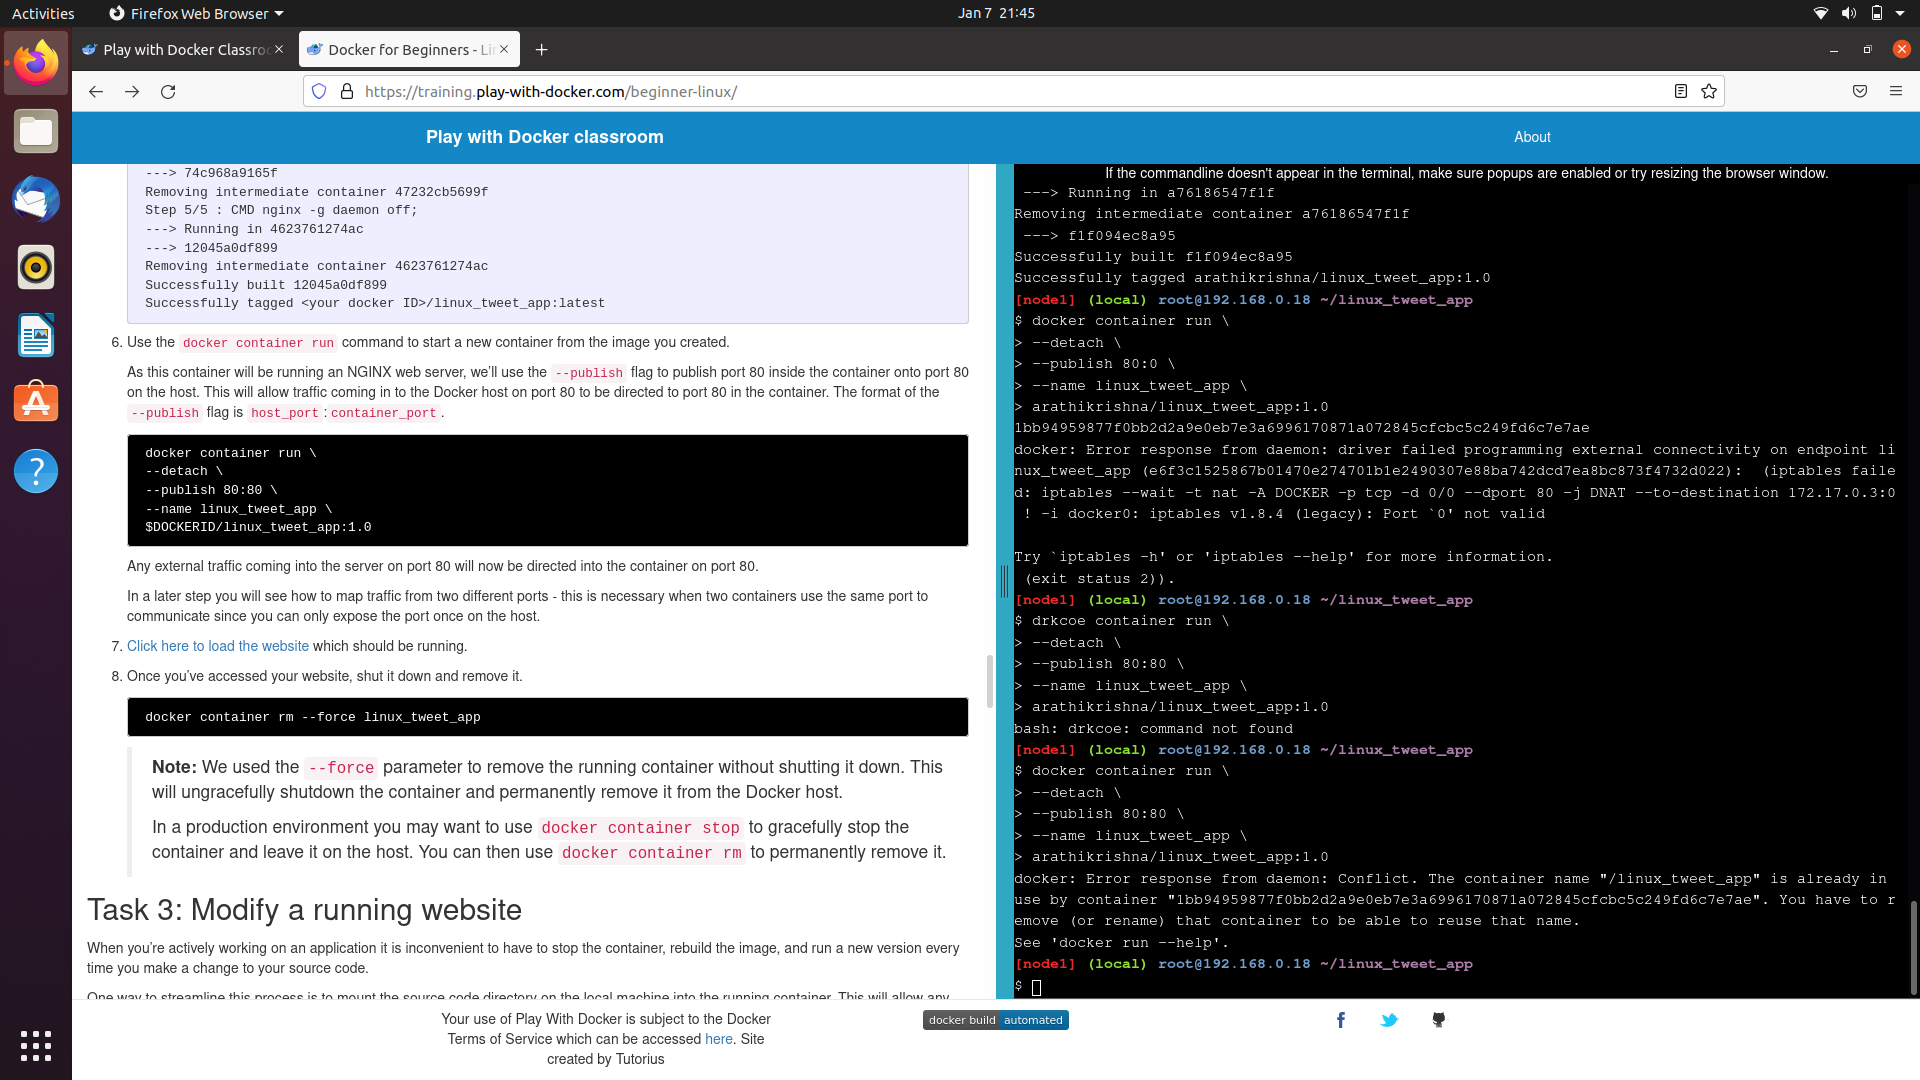 Activities
Firefox Web Browser
Jan 7 21:45
Play with Docker Classro
Docker for Beginners - Li
https://training.play-with-docker.com/beginner-linux/
Play with Docker classroom
About
---> 74c968a9165f
Removing intermediate container 47232cb5699f
Step 5/5 : CMD nginx -g daemon off;
---> Running in 4623761274ac
---> 12045a0df899
Removing intermediate container 4623761274ac
Successfully built 12045a0df899
Successfully tagged <your docker ID>/linux_tweet_app:latest
6. Use the docker container run command to start a new container from the image you created.
As this container will be running an NGINX web server, we'll use the --publish flag to publish port 80 inside the container onto port 80
on the host. This will allow traffic coming in to the Docker host on port 80 to be directed to port 80 in the container. The format of the
--publish flag is host_port : container_port .
docker container run \
--detach \
--publish 80:80 \
--name linux_tweet_app \
$DOCKERID/linux_tweet_app:1.0
Any external traffic coming into the server on port 80 will now be directed into the container on port 80.
In a later step you will see how to map traffic from two different ports - this is necessary when two containers use the same port to
communicate since you can only expose the port once on the host.
7. Click here to load the website which should be running.
8. Once you've accessed your website, shut it down and remove it.
docker container rm --force linux_tweet_app
Note: We used the --force parameter to remove the running container without shutting it down. This
will ungracefully shutdown the container and permanently remove it from the Docker host.
In a production environment you may want to use docker container stop to gracefully stop the
container and leave it on the host. You can then use docker container rm to permanently remove it.
Task 3: Modify a running website
When you're actively working on an application it is inconvenient to have to stop the container, rebuild the image, and run a new version every
time you make a change to your source code.
One way to streamline this process is to mount the source code directory on the local machine into the running container. This will allow any
If the commandline doesn't appear in the terminal, make sure popups are enabled or try resizing the browser window.
---> Running in a76186547f1f
Removing intermediate container a76186547f1f
---> f1f094ec8a95
Successfully built f1f094ec8a95
Successfully tagged arathikrishna/linux_tweet_app:1.0
[node1] (local) root@192.168.0.18 ~/linux_tweet_app
$ docker container run \
> --detach \
> --publish 80:0 \
> --name linux_tweet_app \
> arathikrishna/linux_tweet_app:1.0
1bb94959877f0bb2d2a9e0eb7e3a6996170871a072845cfcbc5c249fd6c7e7ae
docker: Error response from daemon: driver failed programming external connectivity on endpoint li
nux_tweet_app (e6f3c1525867b01470e274701b1e2490307e88ba742dcd7ea8bc873f4732d022):  (iptables faile
d: iptables --wait -t nat -A DOCKER -p tcp -d 0/0 --dport 80 -j DNAT --to-destination 172.17.0.3:0
! -i docker0: iptables v1.8.4 (legacy): Port `0' not valid
Try `iptables -h' or 'iptables --help' for more information.
(exit status 2)).
[node1] (local) root@192.168.0.18 ~/linux_tweet_app
$ drkcoe container run \
> --detach \
> --publish 80:80 \
> --name linux_tweet_app \
> arathikrishna/linux_tweet_app:1.0
bash: drkcoe: command not found
[node1] (local) root@192.168.0.18 ~/linux_tweet_app
$ docker container run \
> --detach \
> --publish 80:80 \
> --name linux_tweet_app \
> arathikrishna/linux_tweet_app:1.0
docker: Error response from daemon: Conflict. The container name "/linux_tweet_app" is already in
use by container "1bb94959877f0bb2d2a9e0eb7e3a6996170871a072845cfcbc5c249fd6c7e7ae". You have to r
emove (or rename) that container to be able to reuse that name.
See 'docker run --help'.
[node1] (local) root@192.168.0.18 ~/linux_tweet_app
$
Your use of Play With Docker is subject to the Docker
Terms of Service which can be accessed here. Site
created by Tutorius
docker build automated